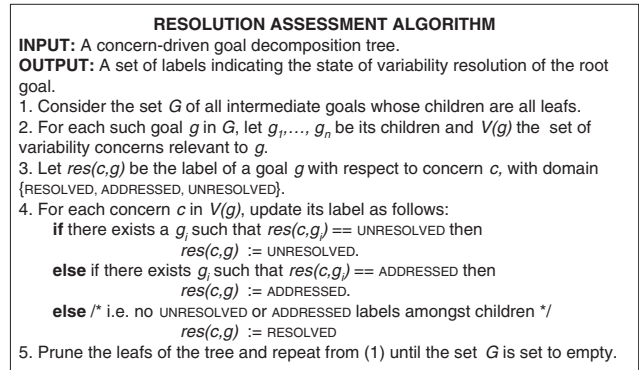 RESOLUTION ASSESSMENT ALGORITHM
INPUT: A concern-driven goal decomposition tree.
OUTPUT: A set of labels indicating the state of variability resolution of the root
goal.
1. Consider the set G of all intermediate goals whose children are all leafs.
2. For each such goal g in G, let g1,..., gn be its children and V(g) the set of
variability concerns relevant to g.
3. Let res(c,g) be the label of a goal g with respect to concern c, with domain
{RESOLVED, ADDRESSED, UNRESOLVED}.
4. For each concern c in V(g), update its label as follows:
if there exists a gi such that res(c,gi) == UNRESOLVED then
res(c,g) := UNRESOLVED.
else if there exists gi such that res(c,gi) == ADDRESSED then
res(c,g) := ADDRESSED.
else /* i.e. no UNRESOLVED or ADDRESSED labels amongst children */
res(c,g) := RESOLVED
5. Prune the leafs of the tree and repeat from (1) until the set G is set to empty.